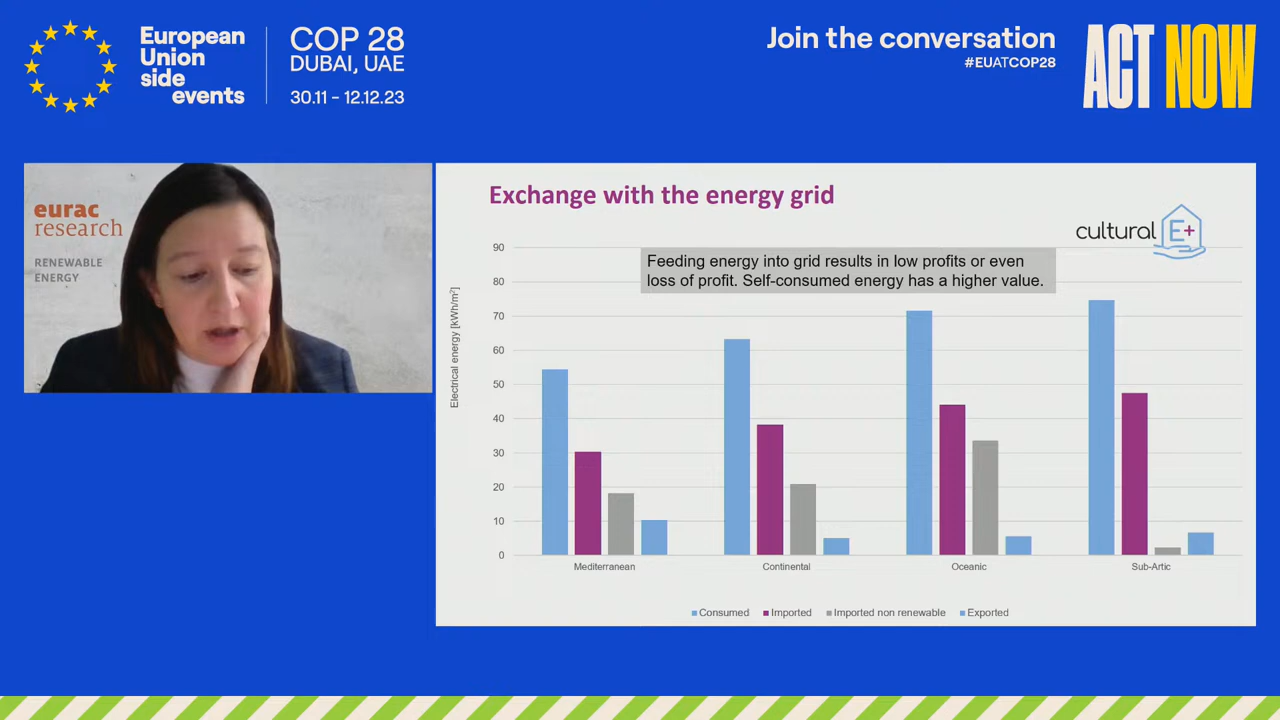 European
Union
side
events
COP 28
DUBAI, UAE
30.11 – 12.12.23
Join the conversation
#EUATCOP28
ACT NOW
eurac
research
RENEWABLE
ENERGY
Exchange with the energy grid
cultural E+
Feeding energy into grid results in low profits or even
loss of profit. Self-consumed energy has a higher value.
Electrical energy [kWh/m²]
90
80
70
60
50
40
30
20
10
0
Mediterranean Continental Oceanic Sub-Artic
Consumed Imported Imported non renewable Exported